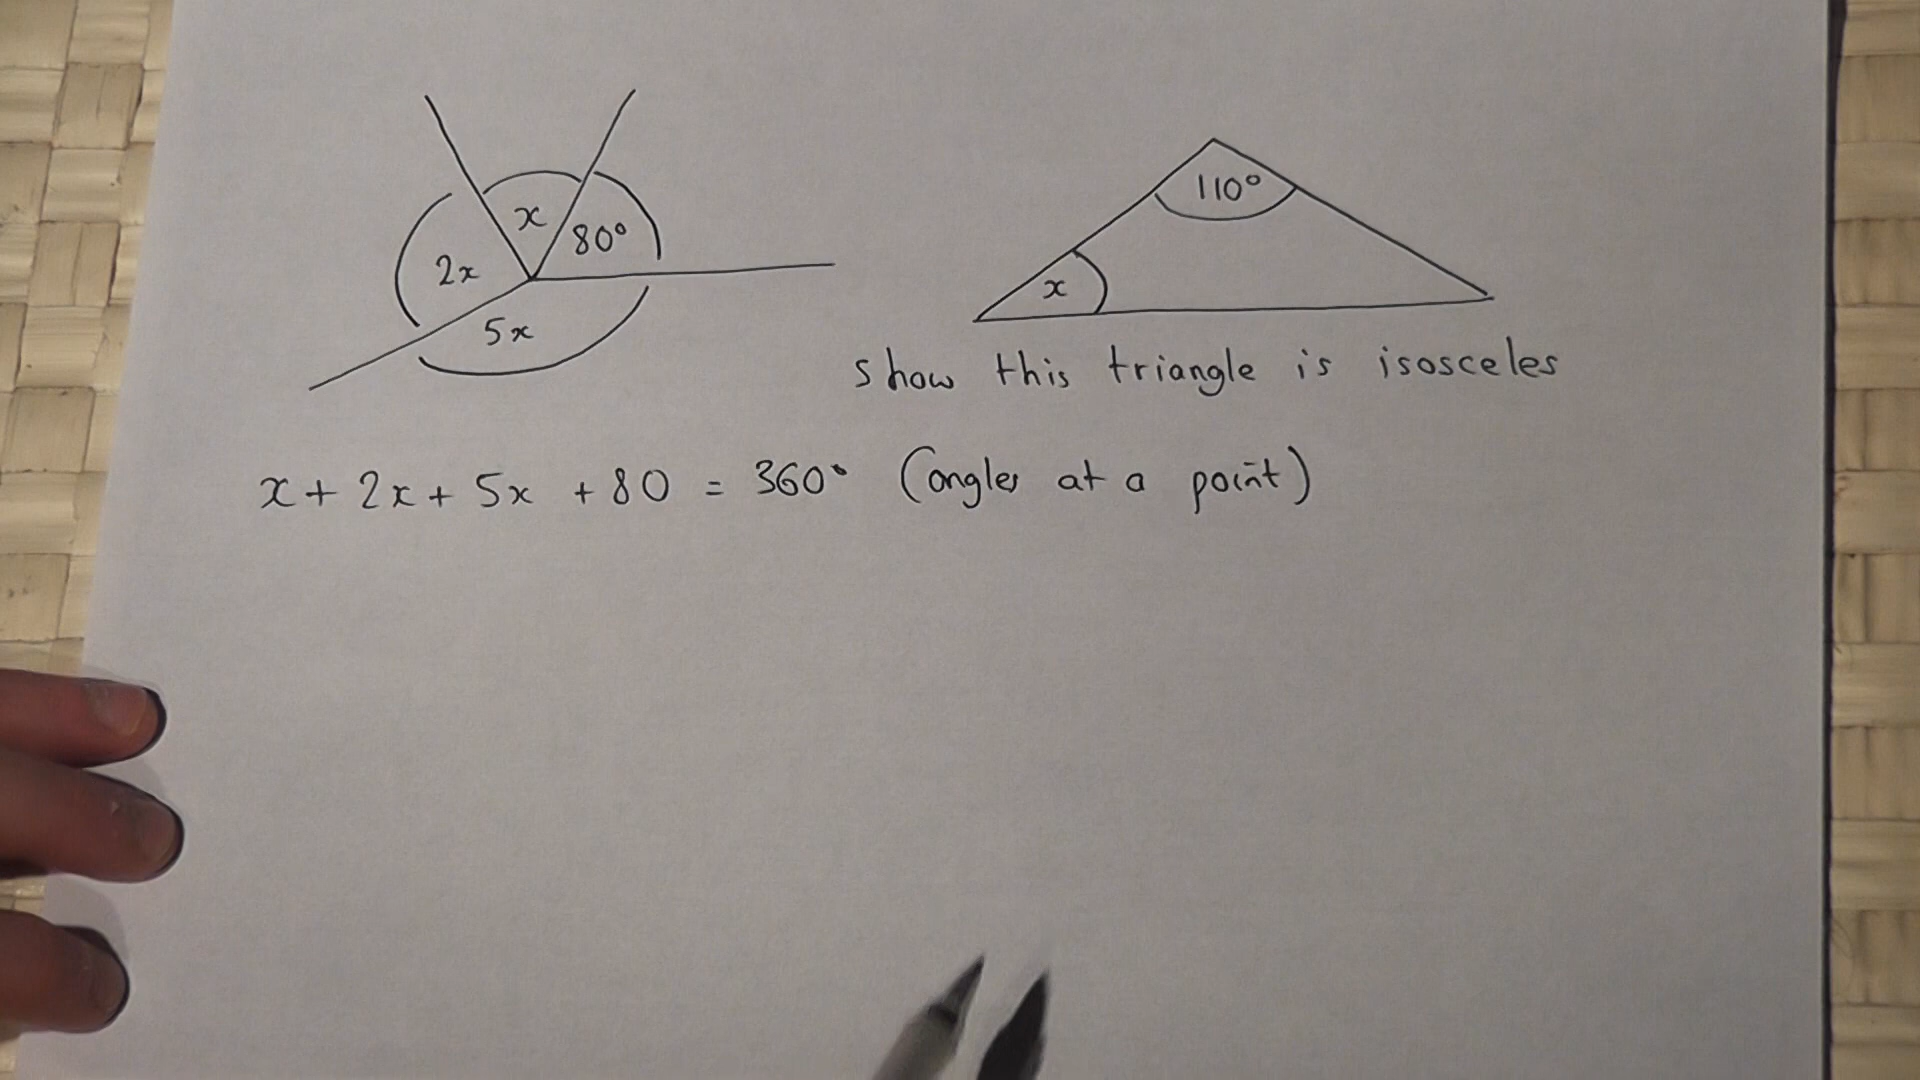 x
80°
2x
5x
110°
x
show this triangle is isosceles
x + 2x + 5x + 80 = 360° (angles at a point)